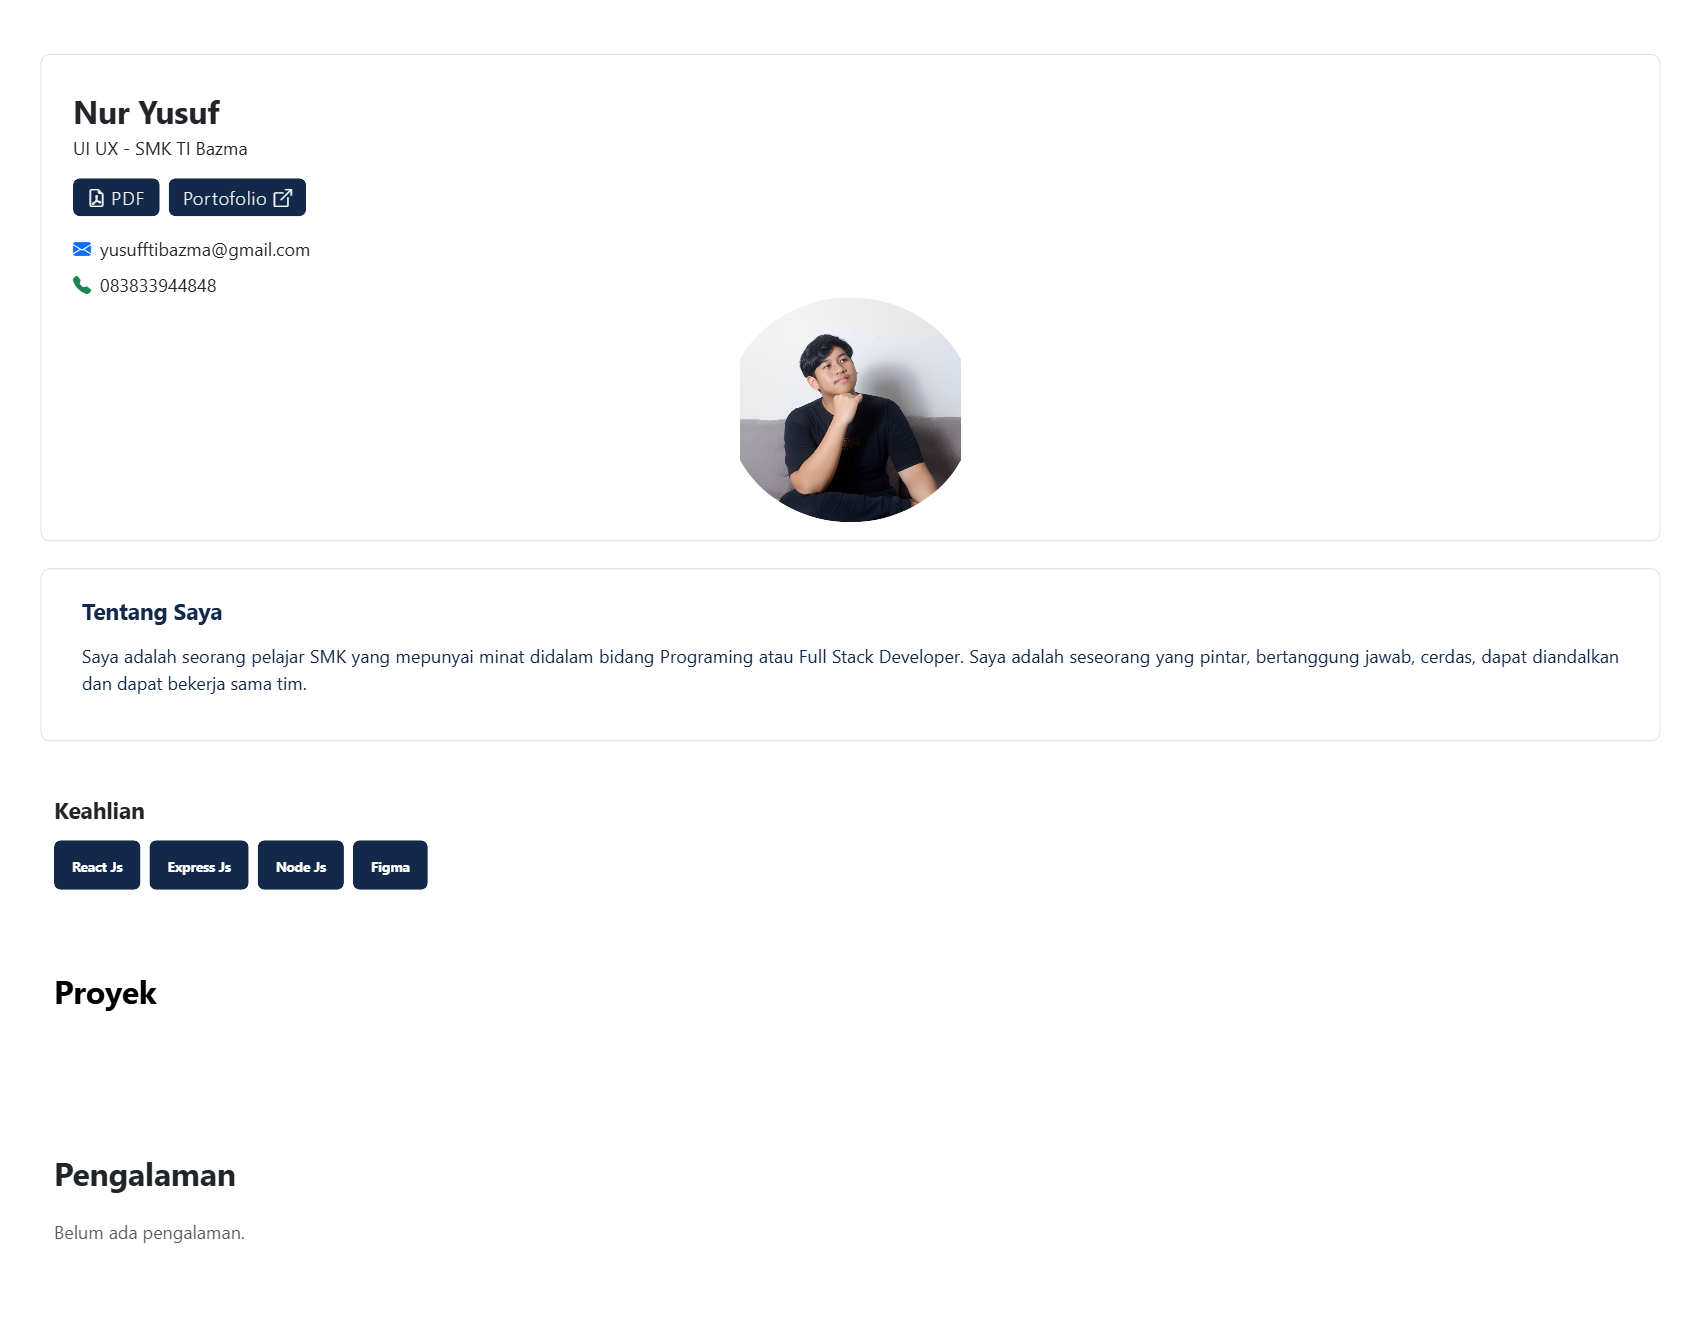 Nur Yusuf
UI UX - SMK TI Bazma
PDF
Portofolio
yusufftibazma@gmail.com
083833944848
Tentang Saya
Saya adalah seorang pelajar SMK yang mepunyai minat didalam bidang Programing atau Full Stack Developer. Saya adalah seseorang yang pintar, bertanggung jawab, cerdas, dapat diandalkan
dan dapat bekerja sama tim.
Keahlian
React Js
Express Js
Node Js
Figma
Proyek
Pengalaman
Belum ada pengalaman.